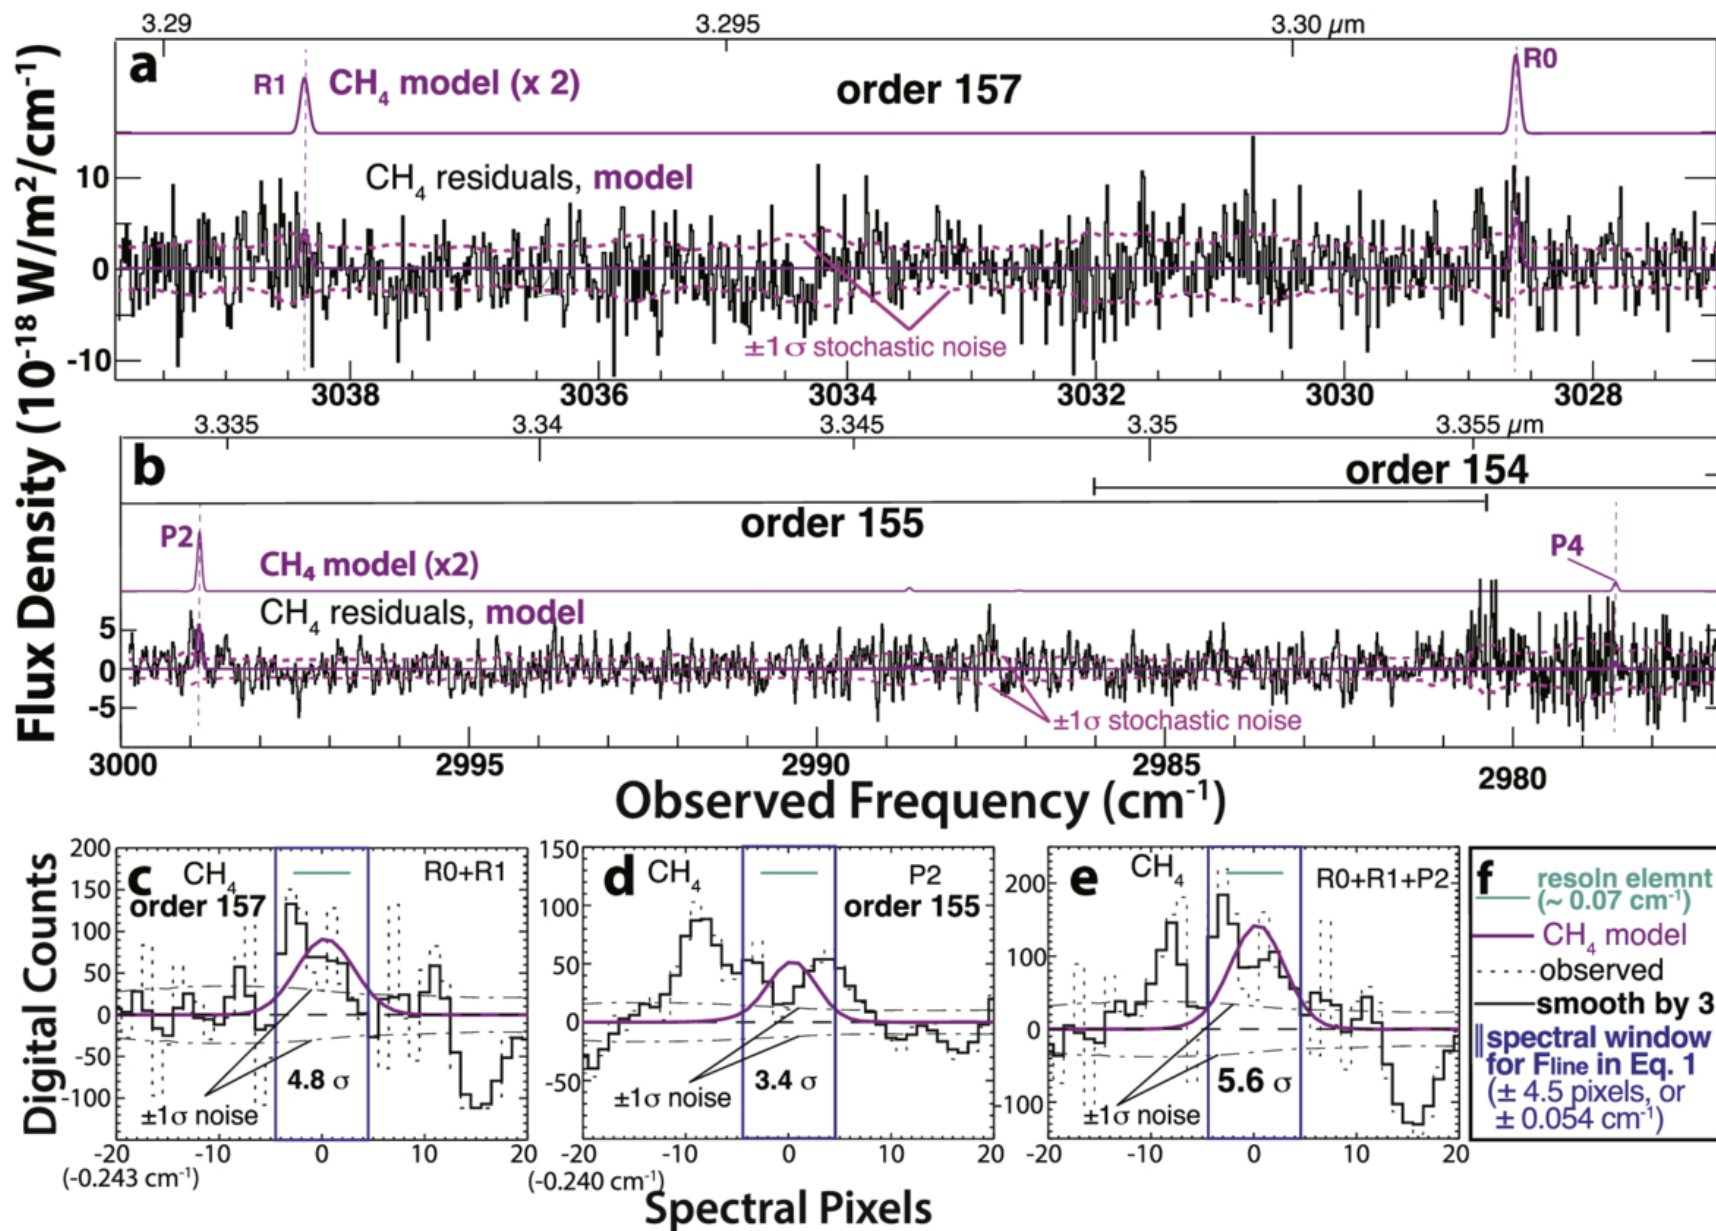 3.29 3.295 3.30 µm
a R1 CH4 model (x 2) order 157 R0
CH4 residuals, model
10
0
-10
±1σ stochastic noise
3038 3036 3034 3032 3030 3028
3.335 3.34 3.345 3.35 3.355 µm
b order 154
order 155
P2 P4
CH4 model (x2)
CH4 residuals, model
5
0
-5
±1σ stochastic noise
3000 2995 2990 2985 2980
Flux Density (10-18 W/m2/cm-1)
Observed Frequency (cm-1)
Digital Counts
200
150
100
50
0
-50
-100
c CH4 R0+R1
order 157
4.8 σ
±1σ noise
-20 -10 0 10 20
(-0.243 cm-1)
150
100
50
0
-50
d CH4 P2
order 155
3.4 σ
±1σ noise
-20 -10 0 10 20
(-0.240 cm-1)
200
100
0
-100
e CH4 R0+R1+P2
5.6 σ
±1σ noise
-20 -10 0 10 20
Spectral Pixels
f resoln elemnt
(~ 0.07 cm-1)
CH4 model
observed
smooth by 3
spectral window
for Fline in Eq. 1
(± 4.5 pixels, or
± 0.054 cm-1)